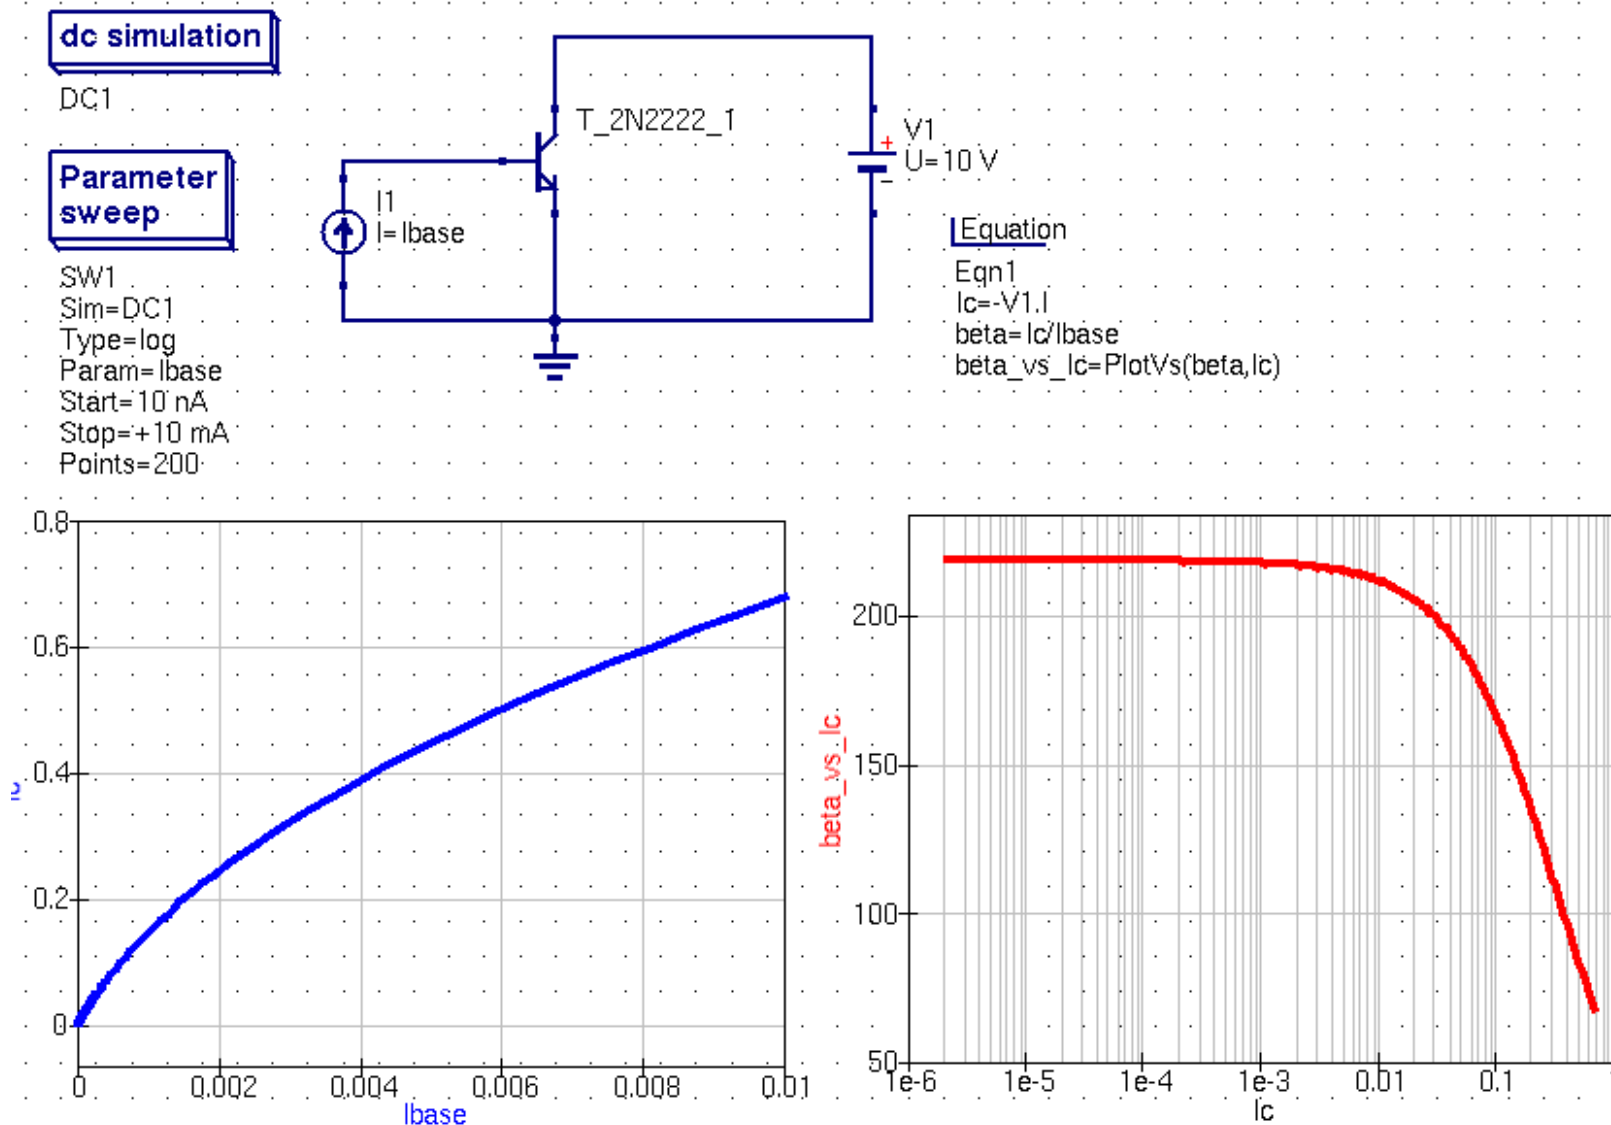 dc simulation
DC1
Parameter
sweep
SW1
Sim=DC1
Type=log
Param=Ibase
Start=10 nA
Stop=+10 mA
Points=200
T_2N2222_1
I1
I=Ibase
+
V1
U=10 V
-
Equation
Eqn1
Ic=-V1.I
beta=Ic/Ibase
beta_vs_Ic=PlotVs(beta,Ic)
0.8
0.6
0.4
0.2
0
0 0.002 0.004 0.006 0.008 0.01
Ibase
beta_vs_Ic
200
150
100
50
1e-6 1e-5 1e-4 1e-3 0.01 0.1
Ic